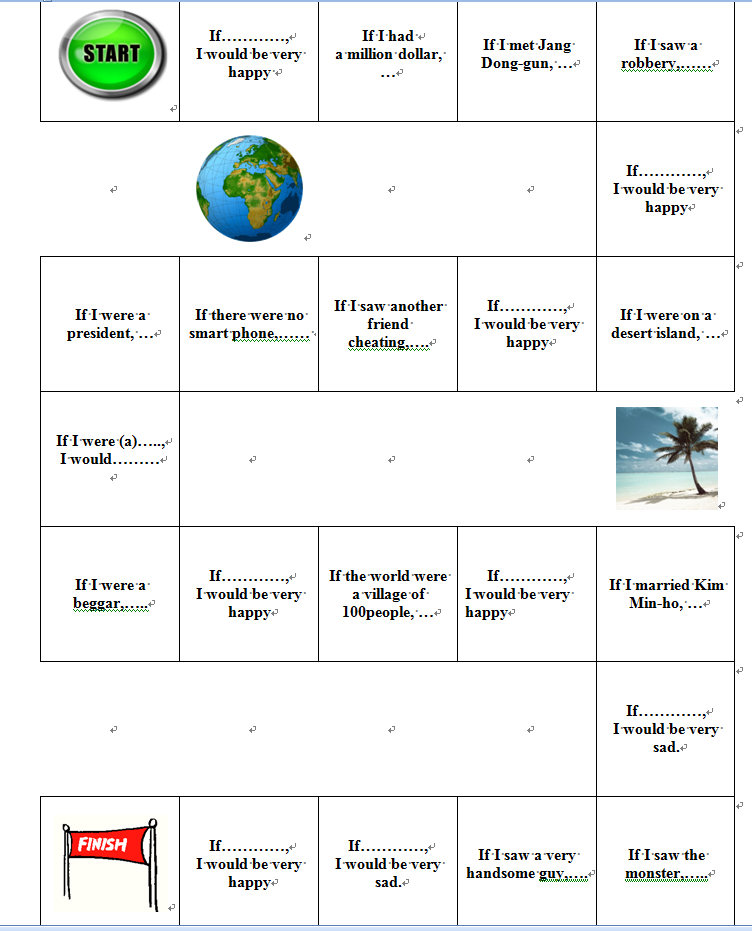 START
If…………,
I would be very
happy
If I had
a million dollar,
…
If I met Jang
Dong-gun, …
If I saw a
robbery,……
If…………,
I would be very
happy
If I were a
president, …
If there were no
smart phone,……
If I saw another
friend
cheating,….
If…………,
I would be very
happy
If I were on a
desert island, …
If I were (a)…..,
I would………
If I were a
beggar,…..
If…………,
I would be very
happy
If the world were
a village of
100people, …
If…………,
I would be very
happy
If I married Kim
Min-ho, …
If…………,
I would be very
sad.
FINISH
If…………,
I would be very
happy
If…………,
I would be very
sad.
If I saw a very
handsome guy,….
If I saw the
monster,…..